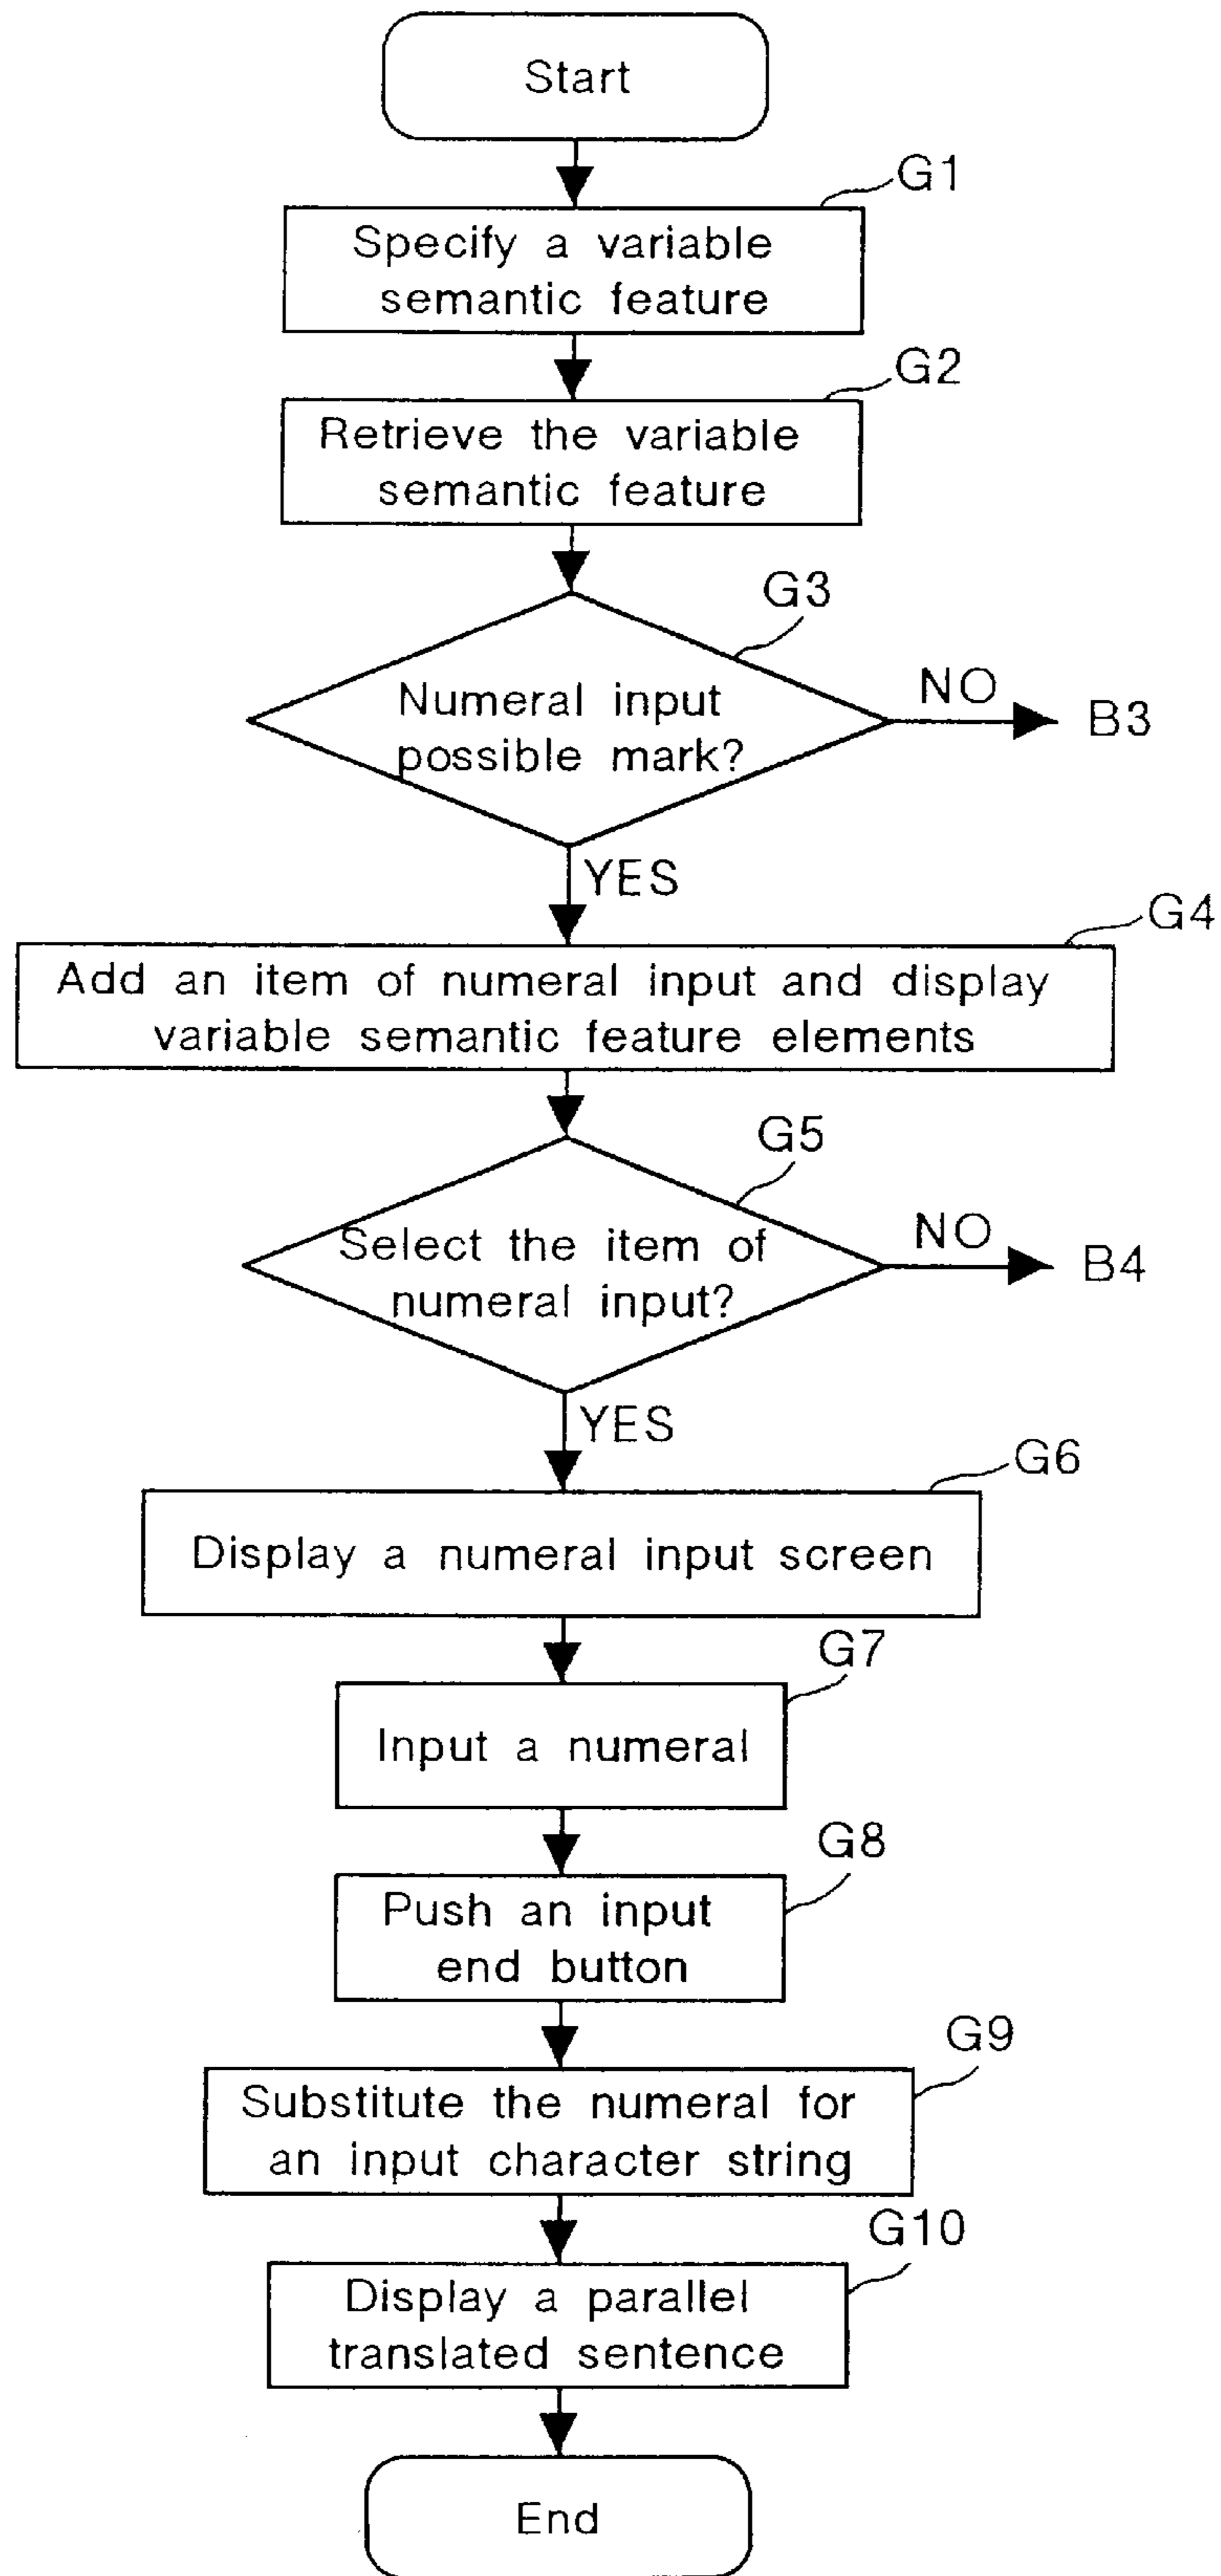 Start
G1
Specify a variable
semantic feature
G2
Retrieve the variable
semantic feature
G3
Numeral input
possible mark?
NO
B3
YES
G4
Add an item of numeral input and display
variable semantic feature elements
G5
Select the item of
numeral input?
NO
B4
YES
G6
Display a numeral input screen
G7
Input a numeral
G8
Push an input
end button
G9
Substitute the numeral for
an input character string
G10
Display a parallel
translated sentence
End